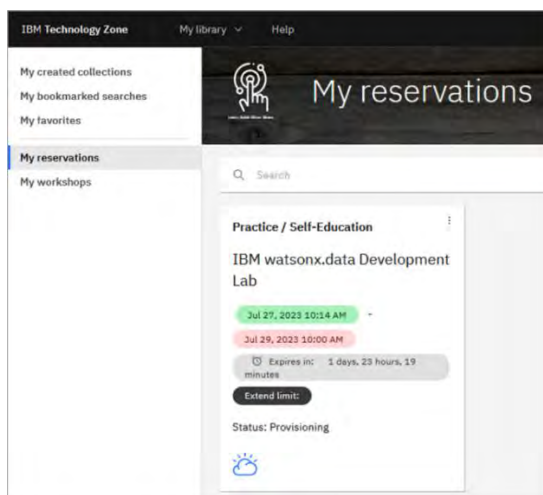 IBM Technology Zone My library Help
My created collections
My bookmarked searches
My favorites
My reservations
My workshops
My reservations
Search
Practice / Self-Education
IBM watsonx.data Development
Lab
Jul 27, 2023 10:14 AM -
Jul 29, 2023 10:00 AM
Expires in: 1 days, 23 hours, 19
minutes
Extend limit:
Status: Provisioning